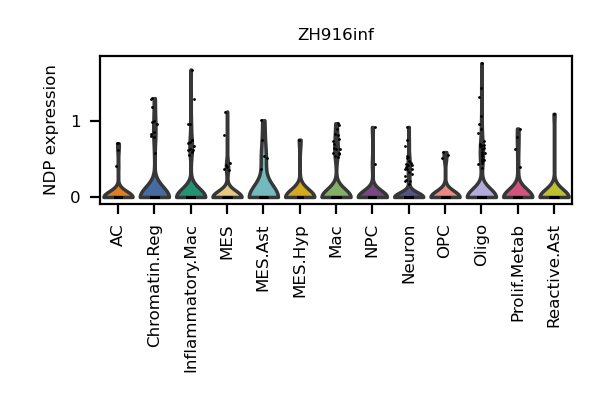 ZH916inf
NDP expression
1
0
AC
Chromatin.Reg
Inflammatory.Mac
MES
MES.Ast
MES.Hyp
Mac
NPC
Neuron
OPC
Oligo
Prolif.Metab
Reactive.Ast